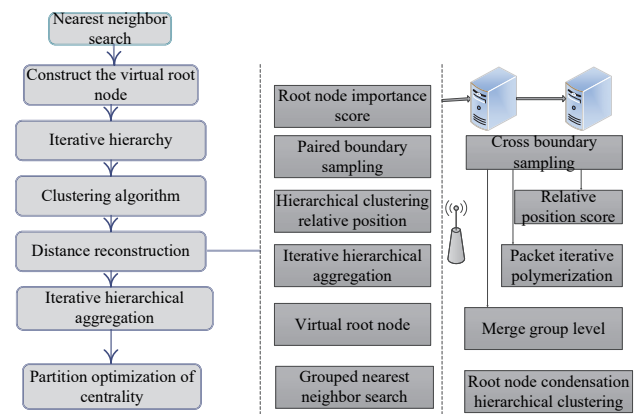 Nearest neighbor
search
Construct the virtual root
node
Iterative hierarchy
Clustering algorithm
Distance reconstruction
Iterative hierarchical
aggregation
Partition optimization of
centrality
Root node importance
score
Paired boundary
sampling
Hierarchical clustering
relative position
Iterative hierarchical
aggregation
Virtual root node
Grouped nearest
neighbor search
Cross boundary
sampling
Relative
position score
Packet iterative
polymerization
Merge group level
Root node condensation
hierarchical clustering